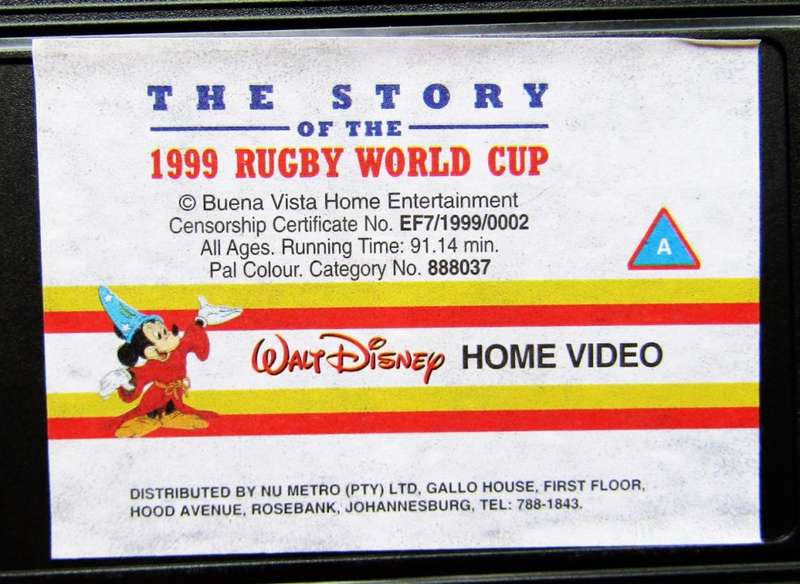 THE STORY
OF THE
1999 RUGBY WORLD CUP
© Buena Vista Home Entertainment
Censorship Certificate No. EF7/1999/0002
All Ages. Running Time: 91.14 min.
Pal Colour. Category No. 888037
A
WALT DISNEY HOME VIDEO
DISTRIBUTED BY NU METRO (PTY) LTD, GALLO HOUSE, FIRST FLOOR,
HOOD AVENUE, ROSEBANK, JOHANNESBURG, TEL: 788-1843.